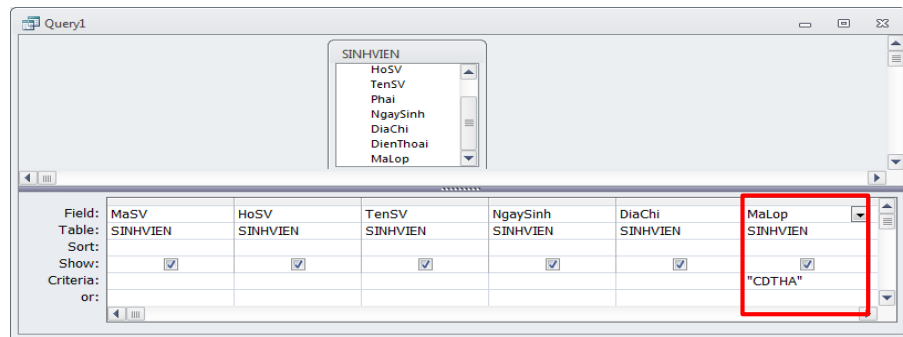 Query1
SINHVIEN
HoSV
TenSV
Phai
NgaySinh
DiaChi
DienThoai
MaLop
Field: MaSV HoSV TenSV NgaySinh DiaChi MaLop
Table: SINHVIEN SINHVIEN SINHVIEN SINHVIEN SINHVIEN SINHVIEN
Sort:
Show:
Criteria: "CDTHA"
or: